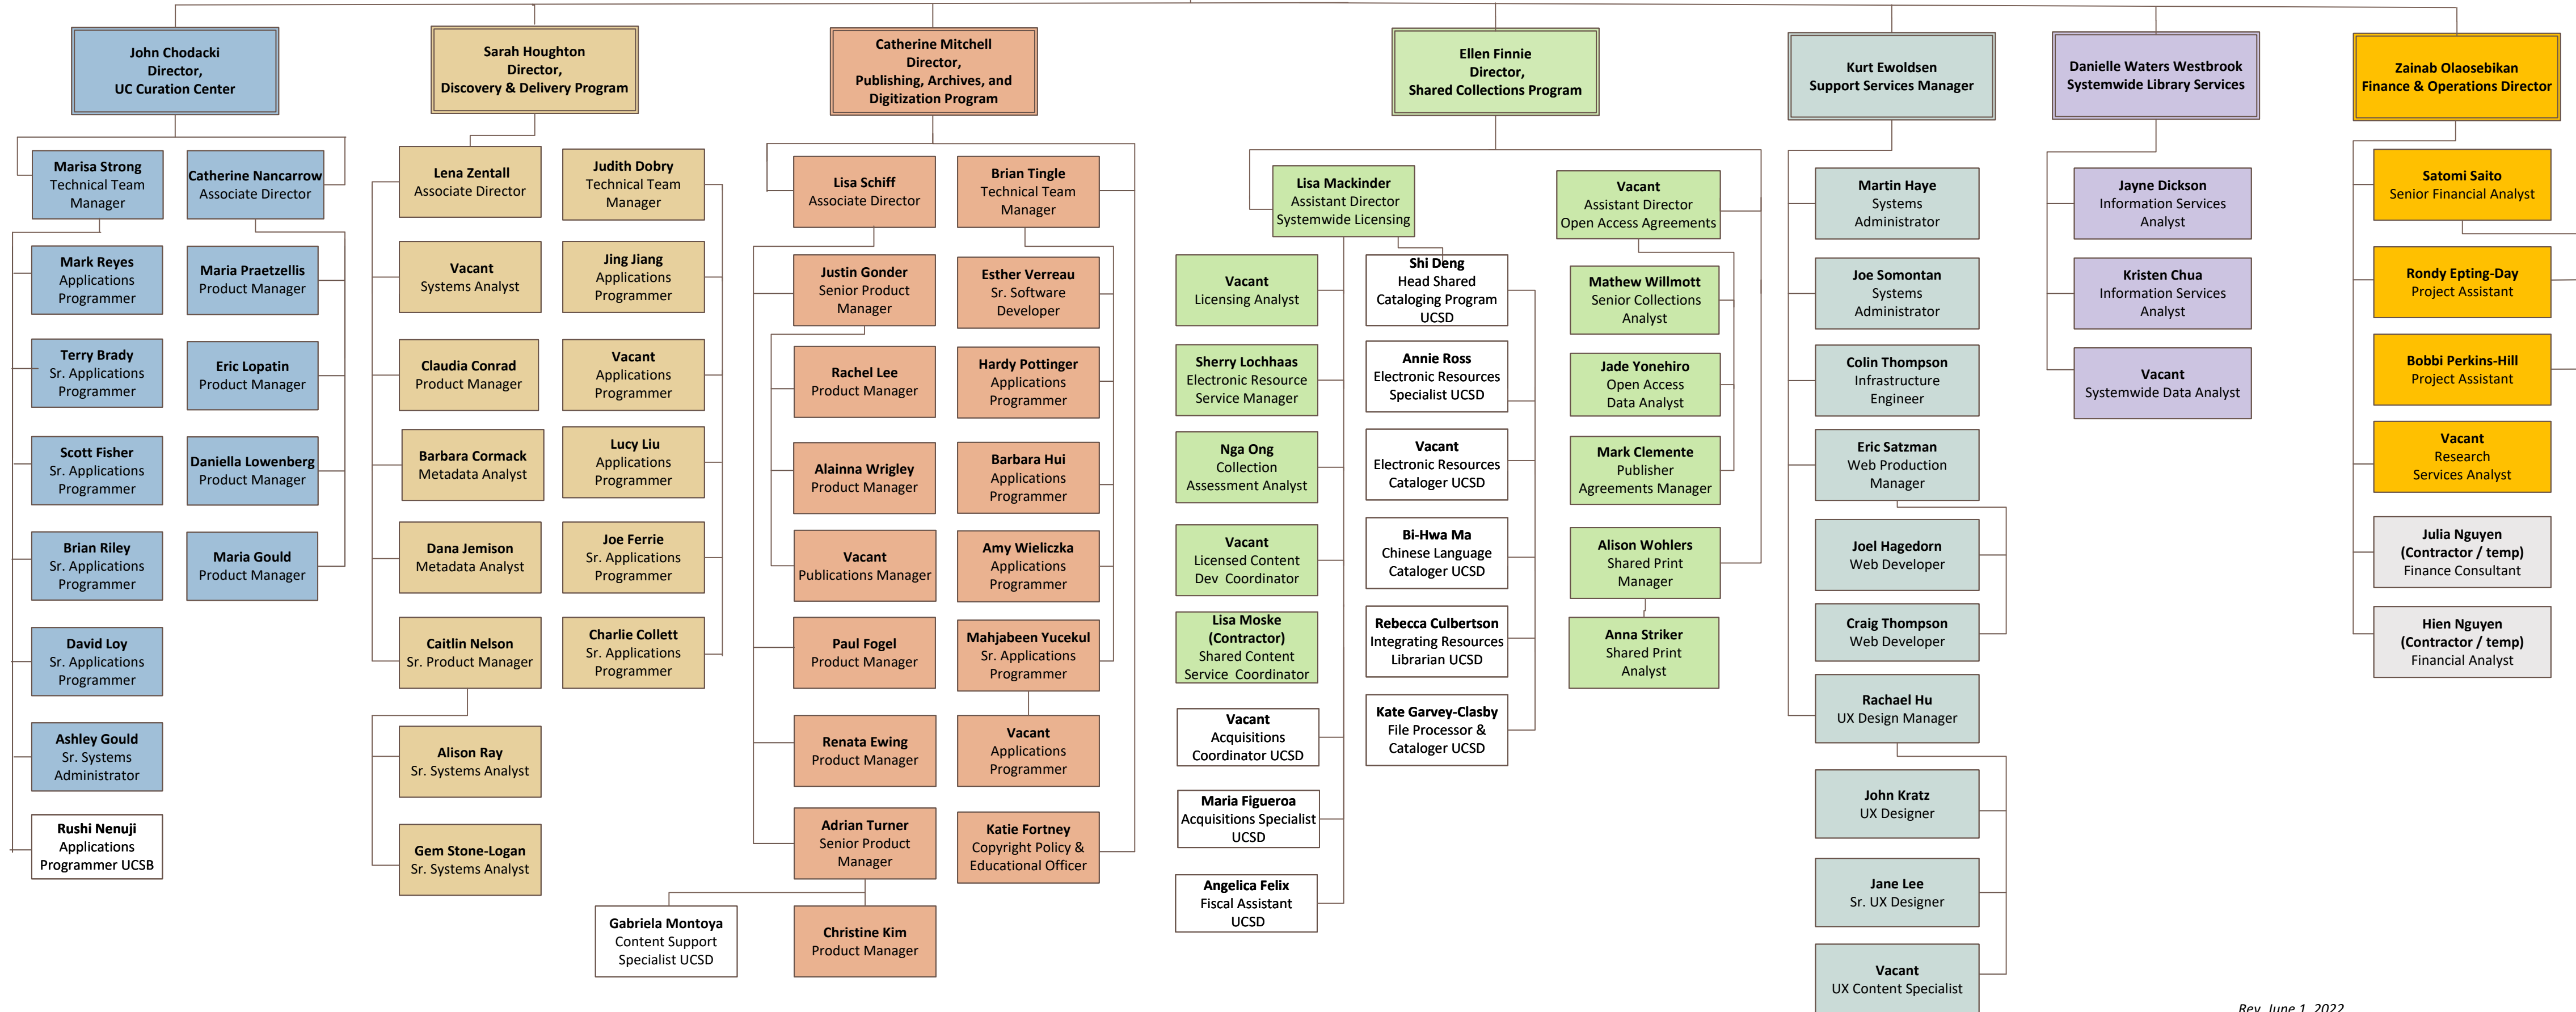 John Chodacki
Director,
UC Curation Center
Marisa Strong
Technical Team
Manager
Mark Reyes
Applications
Programmer
Terry Brady
Sr. Applications
Programmer
Scott Fisher
Sr. Applications
Programmer
Brian Riley
Sr. Applications
Programmer
David Loy
Sr. Applications
Programmer
Ashley Gould
Sr. Systems
Administrator
Rushi Nenuji
Applications
Programmer UCSB
Catherine Nancarrow
Associate Director
Maria Praetzellis
Product Manager
Eric Lopatin
Product Manager
Daniella Lowenberg
Product Manager
Maria Gould
Product Manager
Sarah Houghton
Director,
Discovery & Delivery Program
Lena Zentall
Associate Director
Vacant
Systems Analyst
Claudia Conrad
Product Manager
Barbara Cormack
Metadata Analyst
Dana Jemison
Metadata Analyst
Caitlin Nelson
Sr. Product Manager
Alison Ray
Sr. Systems Analyst
Gem Stone-Logan
Sr. Systems Analyst
Judith Dobry
Technical Team
Manager
Jing Jiang
Applications
Programmer
Vacant
Applications
Programmer
Lucy Liu
Applications
Programmer
Joe Ferrie
Sr. Applications
Programmer
Charlie Collett
Sr. Applications
Programmer
Catherine Mitchell
Director,
Publishing, Archives, and
Digitization Program
Lisa Schiff
Associate Director
Justin Gonder
Senior Product
Manager
Rachel Lee
Product Manager
Alainna Wrigley
Product Manager
Vacant
Publications Manager
Paul Fogel
Product Manager
Renata Ewing
Product Manager
Adrian Turner
Senior Product
Manager
Gabriela Montoya
Content Support
Specialist UCSD
Christine Kim
Product Manager
Brian Tingle
Technical Team
Manager
Esther Verreau
Sr. Software
Developer
Hardy Pottinger
Applications
Programmer
Barbara Hui
Applications
Programmer
Amy Wieliczka
Applications
Programmer
Mahjabeen Yucekul
Sr. Applications
Programmer
Vacant
Applications
Programmer
Katie Fortney
Copyright Policy &
Educational Officer
Ellen Finnie
Director,
Shared Collections Program
Lisa Mackinder
Assistant Director
Systemwide Licensing
Vacant
Licensing Analyst
Sherry Lochhaas
Electronic Resource
Service Manager
Nga Ong
Collection
Assessment Analyst
Vacant
Licensed Content
Dev Coordinator
Lisa Moske
(Contractor)
Shared Content
Service Coordinator
Vacant
Acquisitions
Coordinator UCSD
Maria Figueroa
Acquisitions Specialist
UCSD
Angelica Felix
Fiscal Assistant
UCSD
Shi Deng
Head Shared
Cataloging Program
UCSD
Annie Ross
Electronic Resources
Specialist UCSD
Vacant
Electronic Resources
Cataloger UCSD
Bi-Hwa Ma
Chinese Language
Cataloger UCSD
Rebecca Culbertson
Integrating Resources
Librarian UCSD
Kate Garvey-Clasby
File Processor &
Cataloger UCSD
Vacant
Assistant Director
Open Access Agreements
Mathew Willmott
Senior Collections
Analyst
Jade Yonehiro
Open Access
Data Analyst
Mark Clemente
Publisher
Agreements Manager
Alison Wohlers
Shared Print
Manager
Anna Striker
Shared Print
Analyst
Kurt Ewoldsen
Support Services Manager
Martin Haye
Systems
Administrator
Joe Somontan
Systems
Administrator
Colin Thompson
Infrastructure
Engineer
Eric Satzman
Web Production
Manager
Joel Hagedorn
Web Developer
Craig Thompson
Web Developer
Rachael Hu
UX Design Manager
John Kratz
UX Designer
Jane Lee
Sr. UX Designer
Vacant
UX Content Specialist
Danielle Waters Westbrook
Systemwide Library Services
Jayne Dickson
Information Services
Analyst
Kristen Chua
Information Services
Analyst
Vacant
Systemwide Data Analyst
Zainab Olaosebikan
Finance & Operations Director
Satomi Saito
Senior Financial Analyst
Rondy Epting-Day
Project Assistant
Bobbi Perkins-Hill
Project Assistant
Vacant
Research
Services Analyst
Julia Nguyen
(Contractor / temp)
Finance Consultant
Hien Nguyen
(Contractor / temp)
Financial Analyst
Rev. June 1, 2022